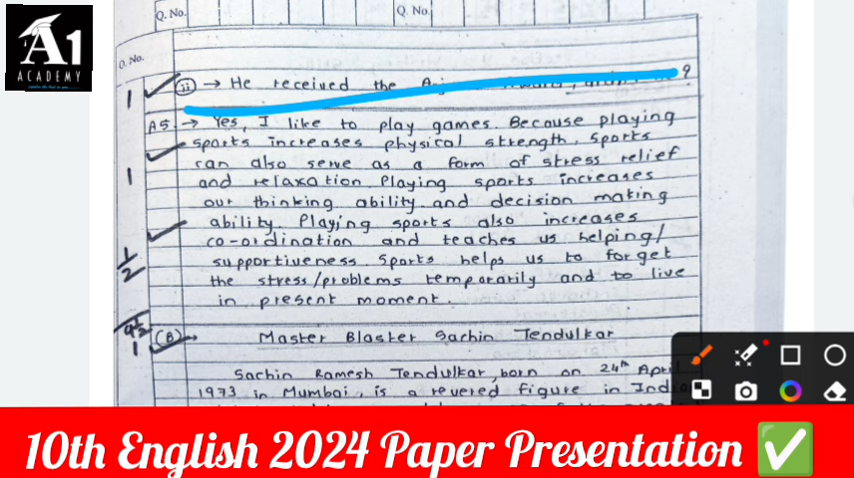 Q. No.
Q. No.
A1
ACADEMY
Q. No.
1
(ii) → He received the
?
A5. → Yes, I like to play games. Because playing
sports increases physical strength. Sports
1
can also serve as a form of stress relief
and relaxation. Playing sports increases
our thinking ability and decision making
ability. Playing sports also increases
1/2
co-ordination and teaches us helping/
supportiveness. Sports helps us to forget
the stress/problems temporarily and to live
in present moment.
1
(B) Master Blaster Sachin Tendulkar
Sachin Ramesh Tendulkar, born on 24th April
1973 in Mumbai, is a revered figure in India
10th English 2024 Paper Presentation ✅